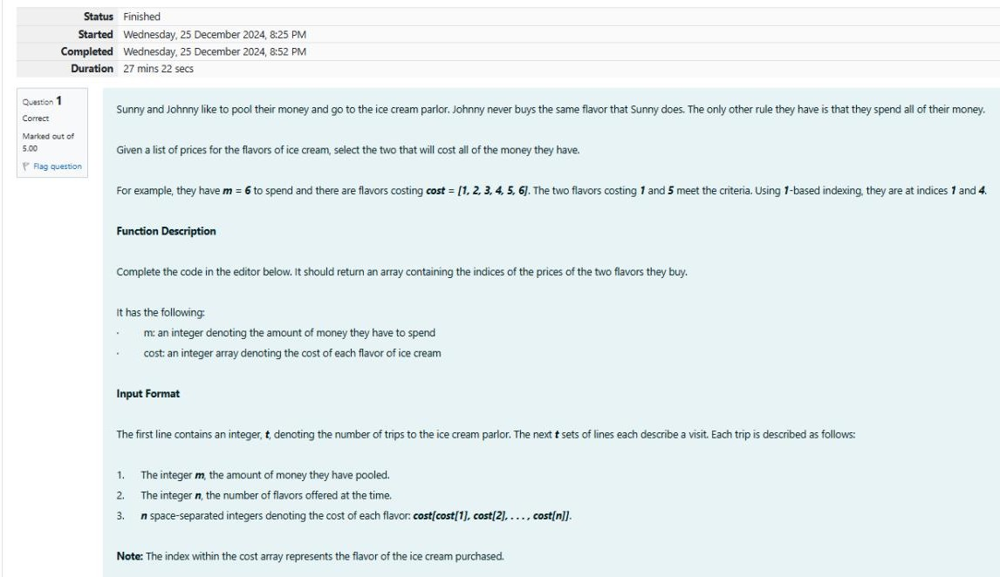 Status Finished
Started Wednesday, 25 December 2024, 8:25 PM
Completed Wednesday, 25 December 2024, 8:52 PM
Duration 27 mins 22 secs
Question 1
Correct
Marked out of
5.00
Flag question
Sunny and Johnny like to pool their money and go to the ice cream parlor. Johnny never buys the same flavor that Sunny does. The only other rule they have is that they spend all of their money.
Given a list of prices for the flavors of ice cream, select the two that will cost all of the money they have.
For example, they have m = 6 to spend and there are flavors costing cost = [1, 2, 3, 4, 5, 6]. The two flavors costing 1 and 5 meet the criteria. Using 1-based indexing, they are at indices 1 and 4.
Function Description
Complete the code in the editor below. It should return an array containing the indices of the prices of the two flavors they buy.
It has the following:
· m: an integer denoting the amount of money they have to spend
· cost: an integer array denoting the cost of each flavor of ice cream
Input Format
The first line contains an integer, t, denoting the number of trips to the ice cream parlor. The next t sets of lines each describe a visit. Each trip is described as follows:
1. The integer m, the amount of money they have pooled.
2. The integer n, the number of flavors offered at the time.
3. n space-separated integers denoting the cost of each flavor: cost[cost[1], cost[2], . . . , cost[n]].
Note: The index within the cost array represents the flavor of the ice cream purchased.